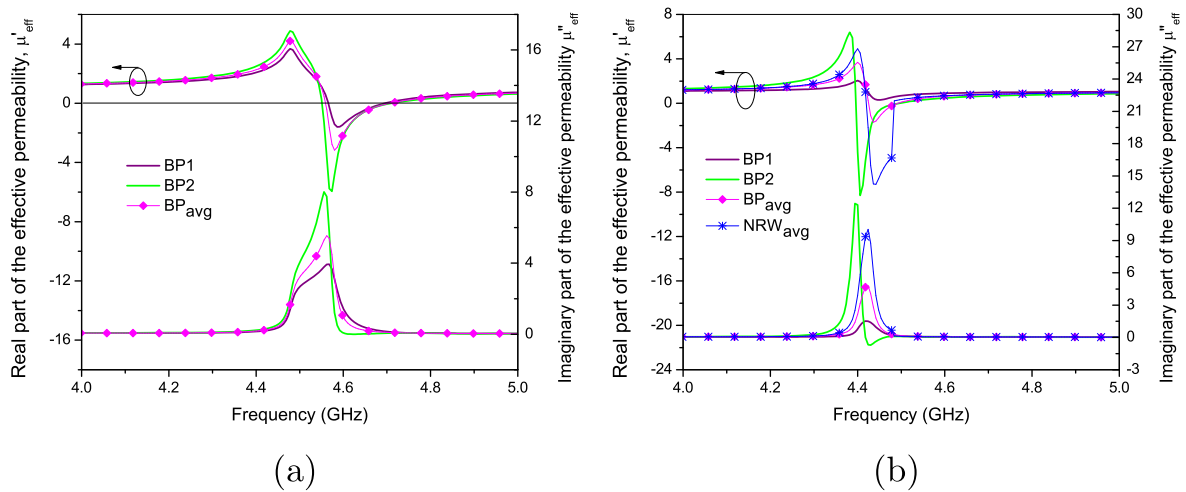 Real part of the effective permeability, μ'eff
4
0
-4
-8
-12
-16
16
12
8
4
0
Imaginary part of the effective permeability μ"eff
BP1
BP2
BPavg
4.0 4.2 4.4 4.6 4.8 5.0
Frequency (GHz)
(a)
Real part of the effective permeability, μ'eff
8
4
0
-4
-8
-12
-16
-20
-24
30
27
24
21
18
15
12
9
6
3
0
-3
Imaginary part of the effective permeability μ"eff
BP1
BP2
BPavg
NRWavg
4.0 4.2 4.4 4.6 4.8 5.0
Frequency (GHz)
(b)